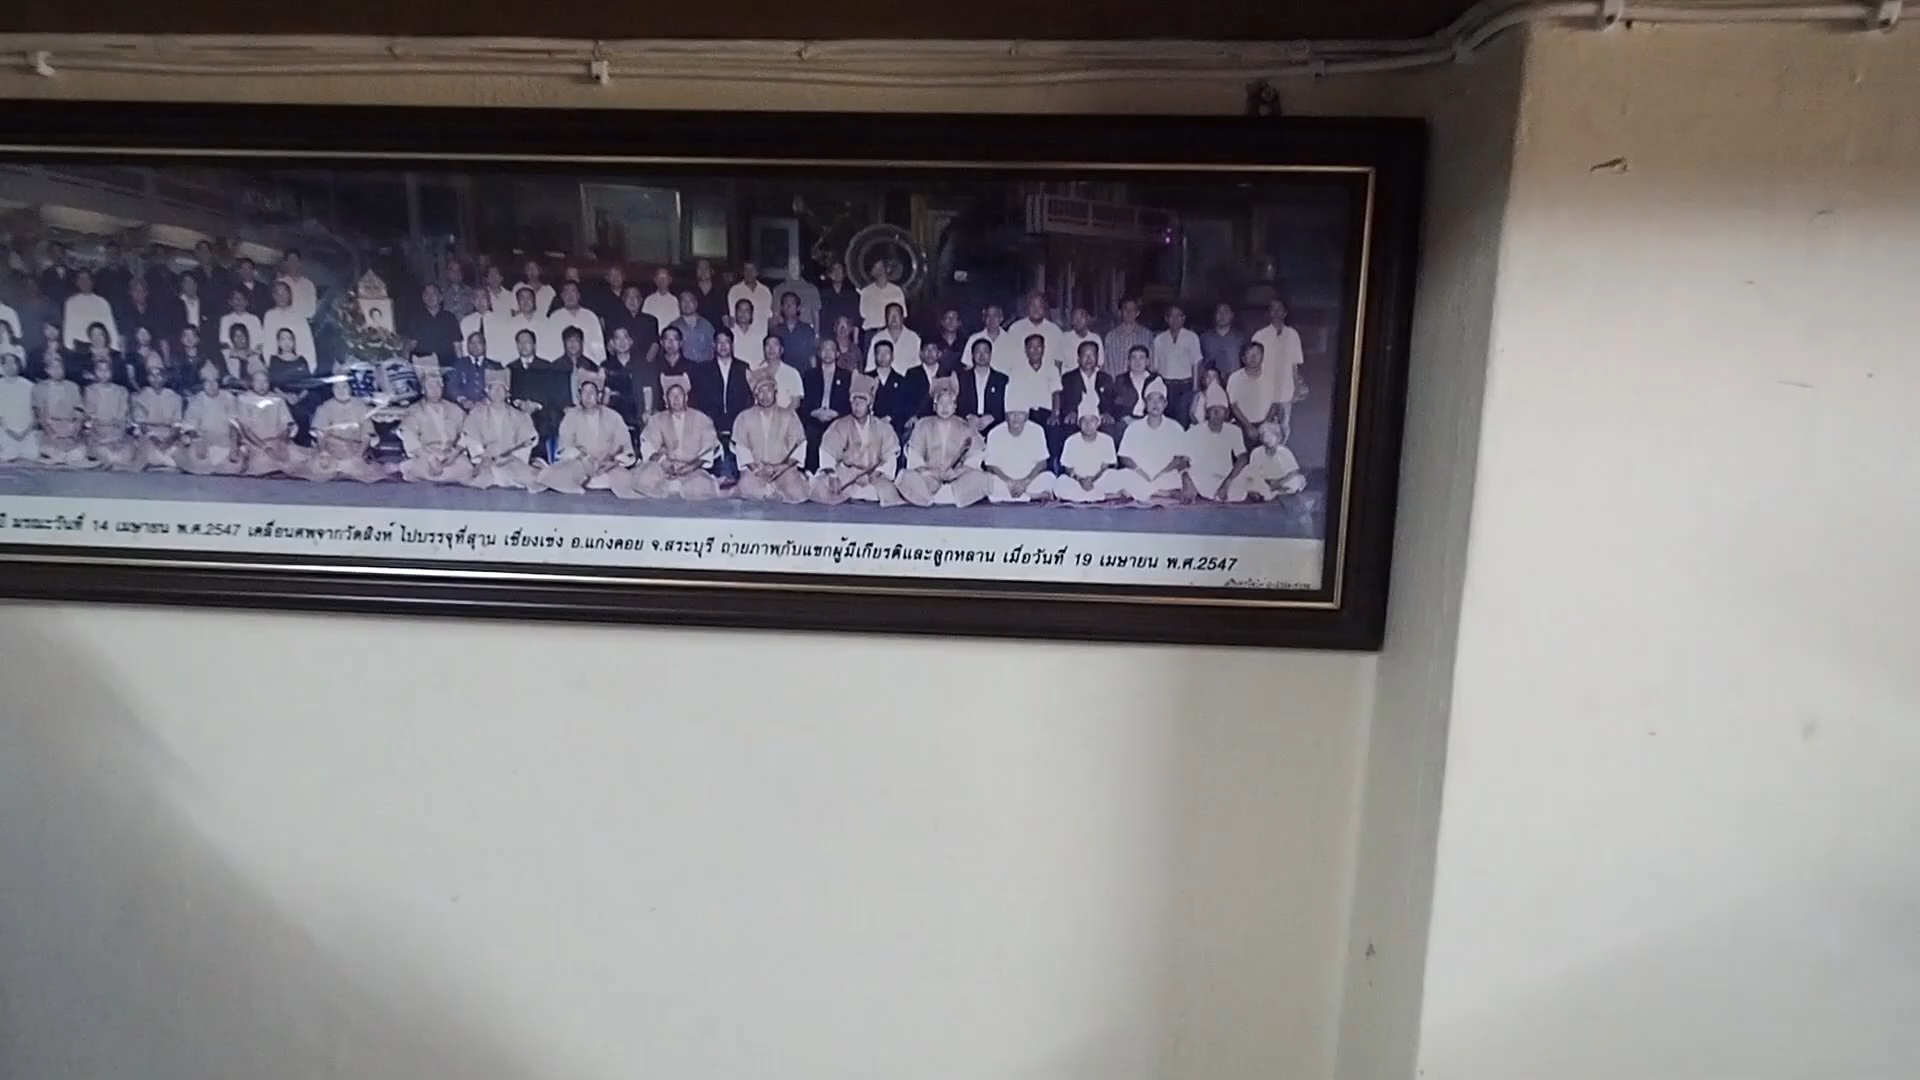 ปี มรณะวันที่ 14 เมษายน พ.ศ.2547 เคลื่อนศพจากวัดสิงห์ ไปบรรจุที่สุาน เซี่ยงเซ่ง อ.แก่งคอย จ.สระบุรี ถ่ายภาพกับแขกผู้มีเกียรติและลูกหลาน เมื่อวันที่ 19 เมษายน พ.ศ.2547